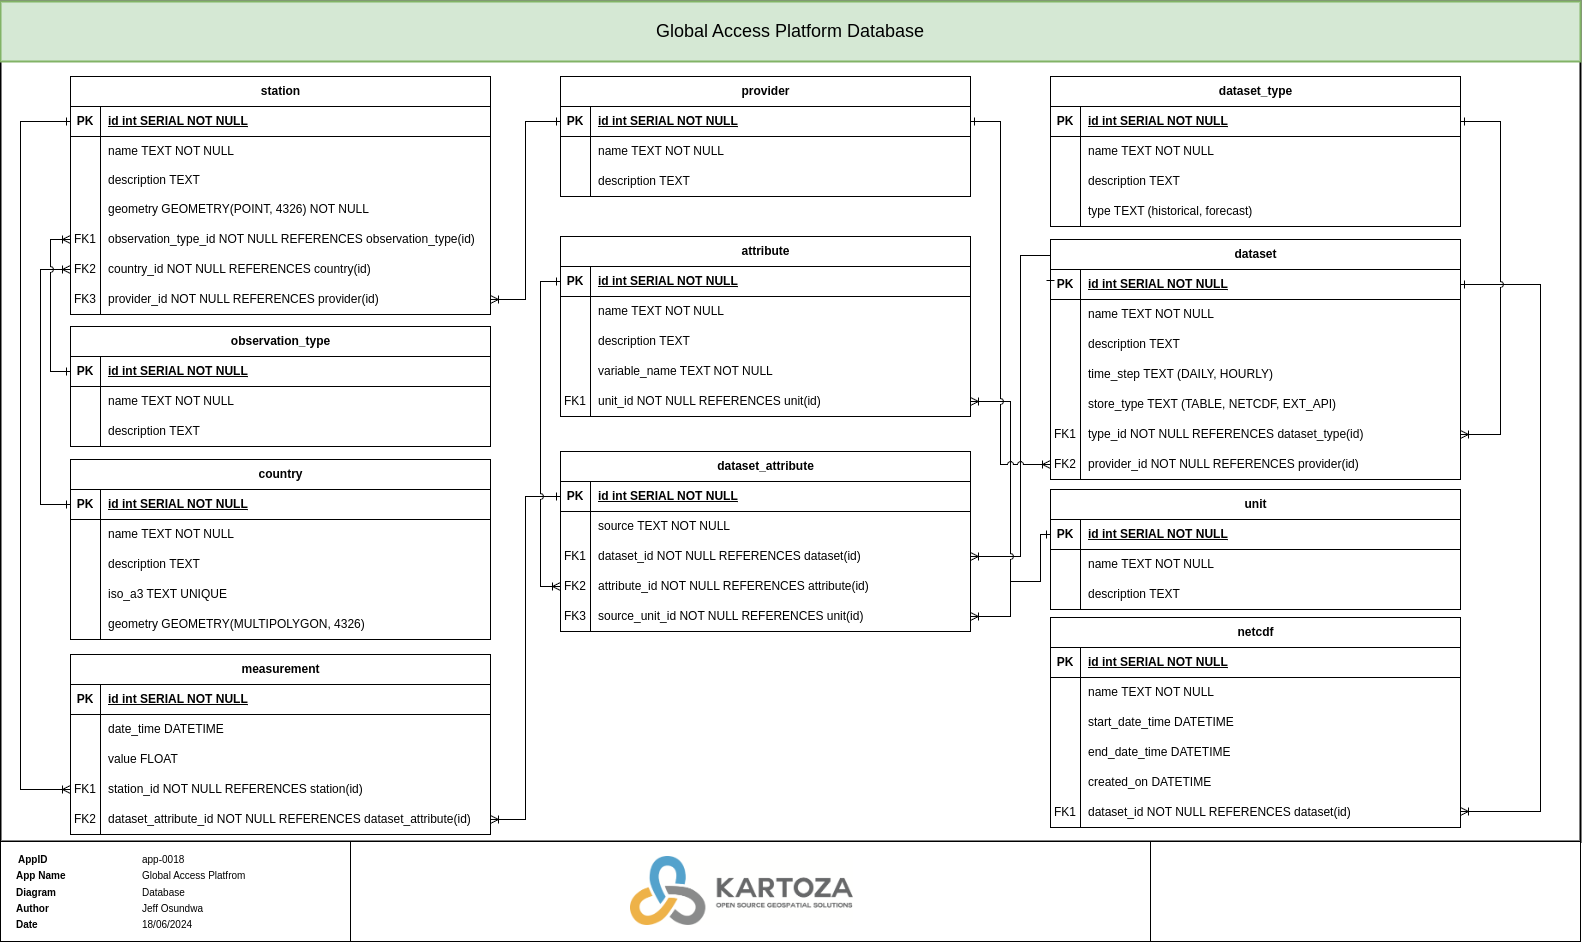 Global Access Platform Database
station
PK id int SERIAL NOT NULL
name TEXT NOT NULL
description TEXT
geometry GEOMETRY(POINT, 4326) NOT NULL
FK1 observation_type_id NOT NULL REFERENCES observation_type(id)
FK2 country_id NOT NULL REFERENCES country(id)
FK3 provider_id NOT NULL REFERENCES provider(id)
observation_type
PK id int SERIAL NOT NULL
name TEXT NOT NULL
description TEXT
country
PK id int SERIAL NOT NULL
name TEXT NOT NULL
description TEXT
iso_a3 TEXT UNIQUE
geometry GEOMETRY(MULTIPOLYGON, 4326)
measurement
PK id int SERIAL NOT NULL
date_time DATETIME
value FLOAT
FK1 station_id NOT NULL REFERENCES station(id)
FK2 dataset_attribute_id NOT NULL REFERENCES dataset_attribute(id)
provider
PK id int SERIAL NOT NULL
name TEXT NOT NULL
description TEXT
attribute
PK id int SERIAL NOT NULL
name TEXT NOT NULL
description TEXT
variable_name TEXT NOT NULL
FK1 unit_id NOT NULL REFERENCES unit(id)
dataset_attribute
PK id int SERIAL NOT NULL
source TEXT NOT NULL
FK1 dataset_id NOT NULL REFERENCES dataset(id)
FK2 attribute_id NOT NULL REFERENCES attribute(id)
FK3 source_unit_id NOT NULL REFERENCES unit(id)
dataset_type
PK id int SERIAL NOT NULL
name TEXT NOT NULL
description TEXT
type TEXT (historical, forecast)
dataset
PK id int SERIAL NOT NULL
name TEXT NOT NULL
description TEXT
time_step TEXT (DAILY, HOURLY)
store_type TEXT (TABLE, NETCDF, EXT_API)
FK1 type_id NOT NULL REFERENCES dataset_type(id)
FK2 provider_id NOT NULL REFERENCES provider(id)
unit
PK id int SERIAL NOT NULL
name TEXT NOT NULL
description TEXT
netcdf
PK id int SERIAL NOT NULL
name TEXT NOT NULL
start_date_time DATETIME
end_date_time DATETIME
created_on DATETIME
FK1 dataset_id NOT NULL REFERENCES dataset(id)
AppID app-0018
App Name Global Access Platfrom
Diagram Database
Author Jeff Osundwa
Date 18/06/2024
KARTOZA
OPEN SOURCE GEOSPATIAL SOLUTIONS